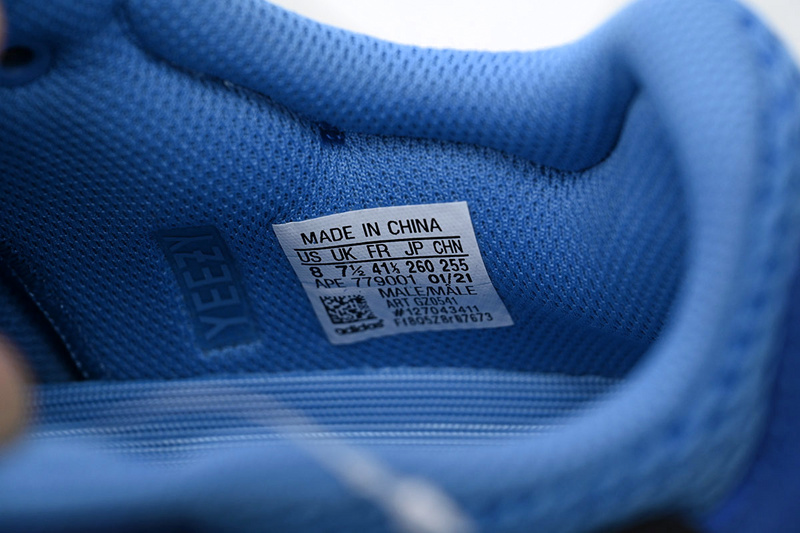 MADE IN CHINA
US UK FR JP CHN
8 7½ 41⅓ 260 255
APE 779001 01/21
MALE/MALE
ART GZ0541
#127043411
adidas
YEEZY